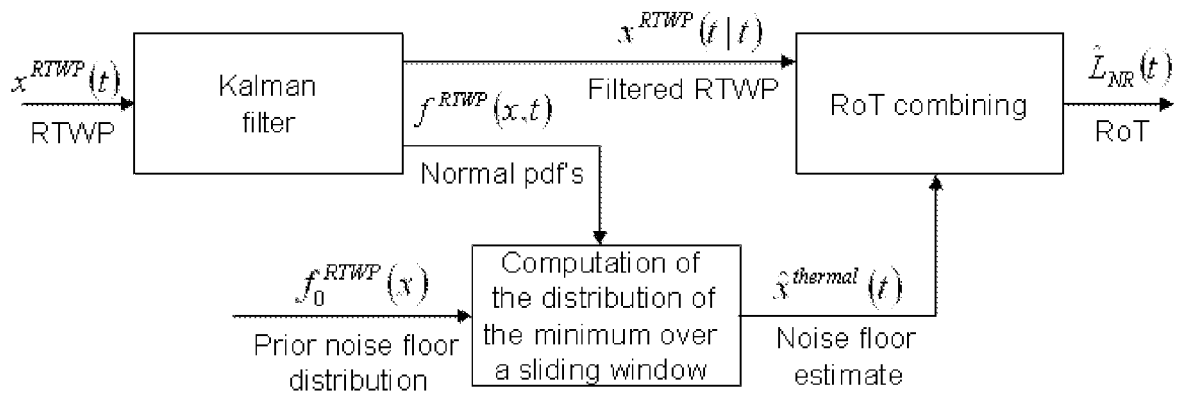 x^RTWP(t)
RTWP
Kalman
filter
x^RTWP(t | t)
Filtered RTWP
f^RTWP(x,t)
Normal pdf's
RoT combining
L̂_NR(t)
RoT
f_0^RTWP(x)
Prior noise floor
distribution
Computation of
the distribution of
the minimum over
a sliding window
x̂^thermal(t)
Noise floor
estimate